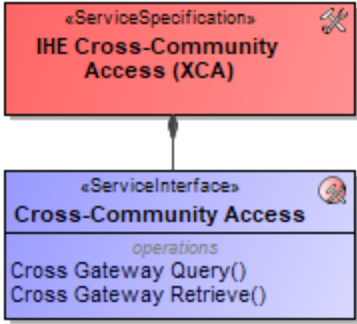 «ServiceSpecification»
IHE Cross-Community
Access (XCA)
«ServiceInterface»
Cross-Community Access
operations
Cross Gateway Query()
Cross Gateway Retrieve()